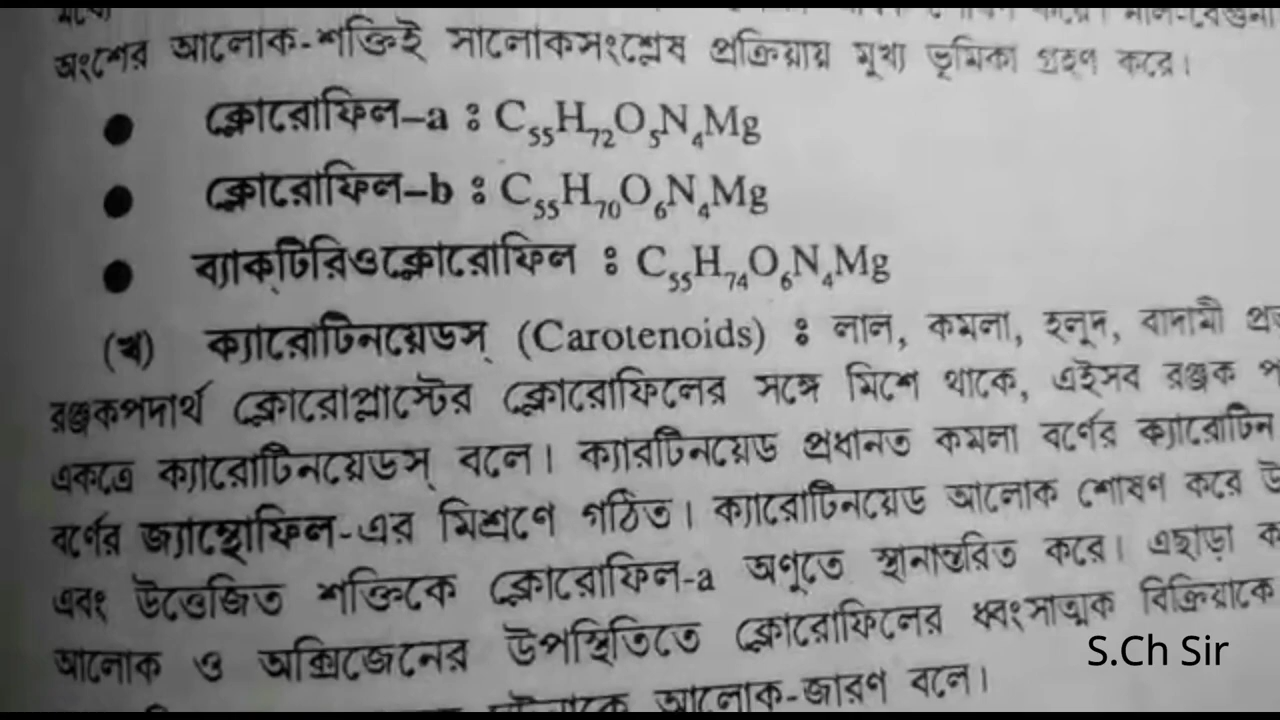 অংশের আলোক-শক্তিই সালোকসংশ্লেষ প্রক্রিয়ায় মুখ্য ভূমিকা গ্রহণ করে।
● ক্লোরোফিল–a : C₅₅H₇₂O₅N₄Mg
● ক্লোরোফিল–b : C₅₅H₇₀O₆N₄Mg
● ব্যাক্‌টিরিওক্লোরোফিল : C₅₅H₇₄O₆N₄Mg
(খ) ক্যারোটিনয়েডস্ (Carotenoids) : লাল, কমলা, হলুদ, বাদামী
রঞ্জকপদার্থ ক্লোরোপ্লাস্টের ক্লোরোফিলের সঙ্গে মিশে থাকে, এইসব রঞ্জক
একত্রে ক্যারোটিনয়েডস্ বলে। ক্যারটিনয়েড প্রধানত কমলা বর্ণের ক্যারোটিন
বর্ণের জ্যান্থোফিল-এর মিশ্রণে গঠিত। ক্যারোটিনয়েড আলোক শোষণ করে
এবং উত্তেজিত শক্তিকে ক্লোরোফিল-a অণুতে স্থানান্তরিত করে। এছাড়া
আলোক ও অক্সিজেনের উপস্থিতিতে ক্লোরোফিলের ধ্বংসাত্মক বিক্রিয়াকে
আলোক-জারণ বলে।
S.Ch Sir